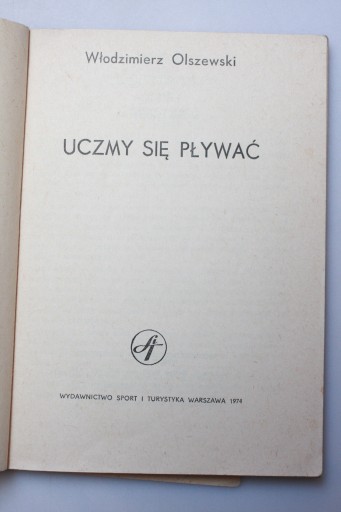 Włodzimierz Olszewski
UCZMY SIĘ PŁYWAĆ
WYDAWNICTWO SPORT I TURYSTYKA WARSZAWA 1974